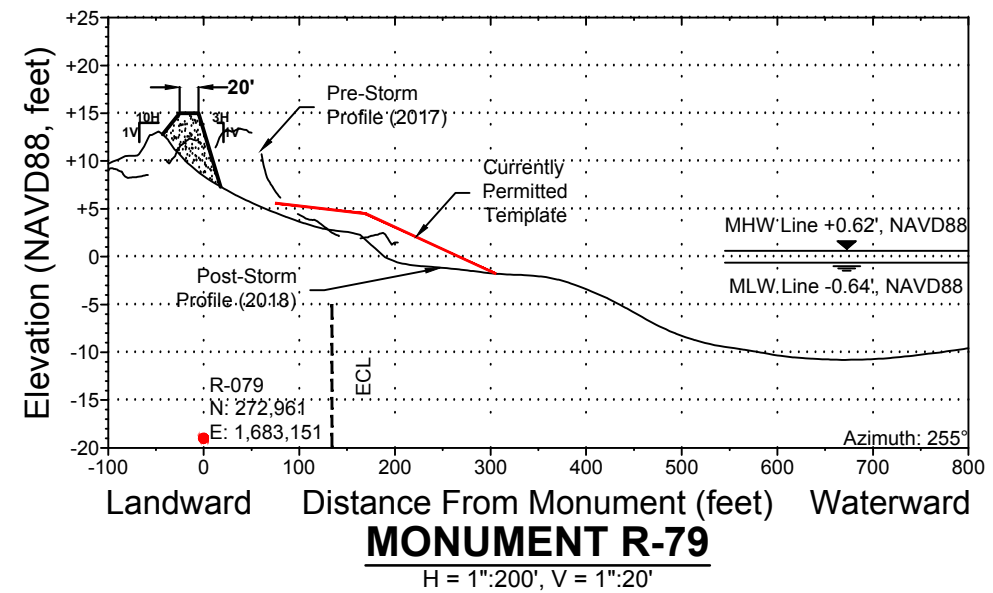 Elevation (NAVD88, feet)
+25
+20
+15
+10
+5
0
-5
-10
-15
-20
20'
10H
1V
3H
1V
Pre-Storm
Profile (2017)
Currently
Permitted
Template
MHW Line +0.62', NAVD88
MLW Line -0.64', NAVD88
Post-Storm
Profile (2018)
ECL
R-079
N: 272,961
E: 1,683,151
Azimuth: 255°
-100
0
100
200
300
400
500
600
700
800
Landward
Distance From Monument (feet)
Waterward
MONUMENT R-79
H = 1":200', V = 1":20'